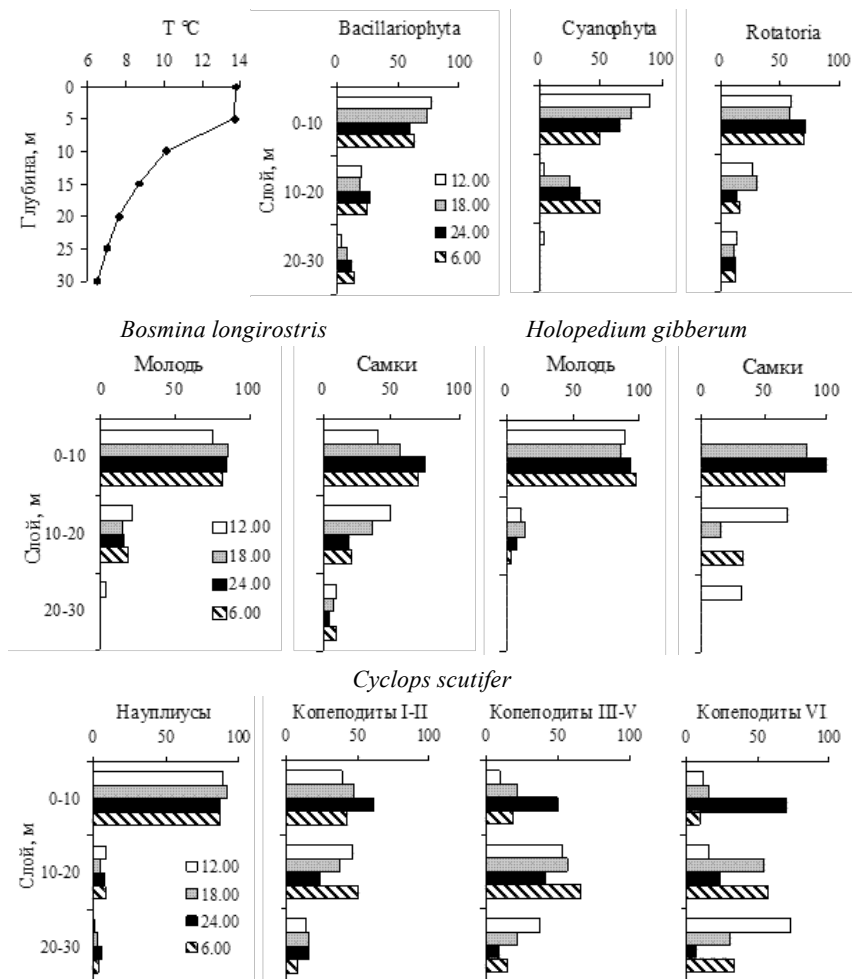 T °C
6 8 10 12 14
Глубина, м
0
5
10
15
20
25
30
Bacillariophyta
0 50 100
Слой, м
0-10
10-20
20-30
12.00
18.00
24.00
6.00
Cyanophyta
0 50 100
Rotatoria
0 50 100
Bosmina longirostris
Holopedium gibberum
Молодь
0 50 100
Слой, м
0-10
10-20
20-30
12.00
18.00
24.00
6.00
Самки
0 50 100
Молодь
0 50 100
Самки
0 50 100
Cyclops scutifer
Науплиусы
0 50 100
Слой, м
0-10
10-20
20-30
12.00
18.00
24.00
6.00
Копеподиты I-II
0 50 100
Копеподиты III-V
0 50 100
Копеподиты VI
0 50 100